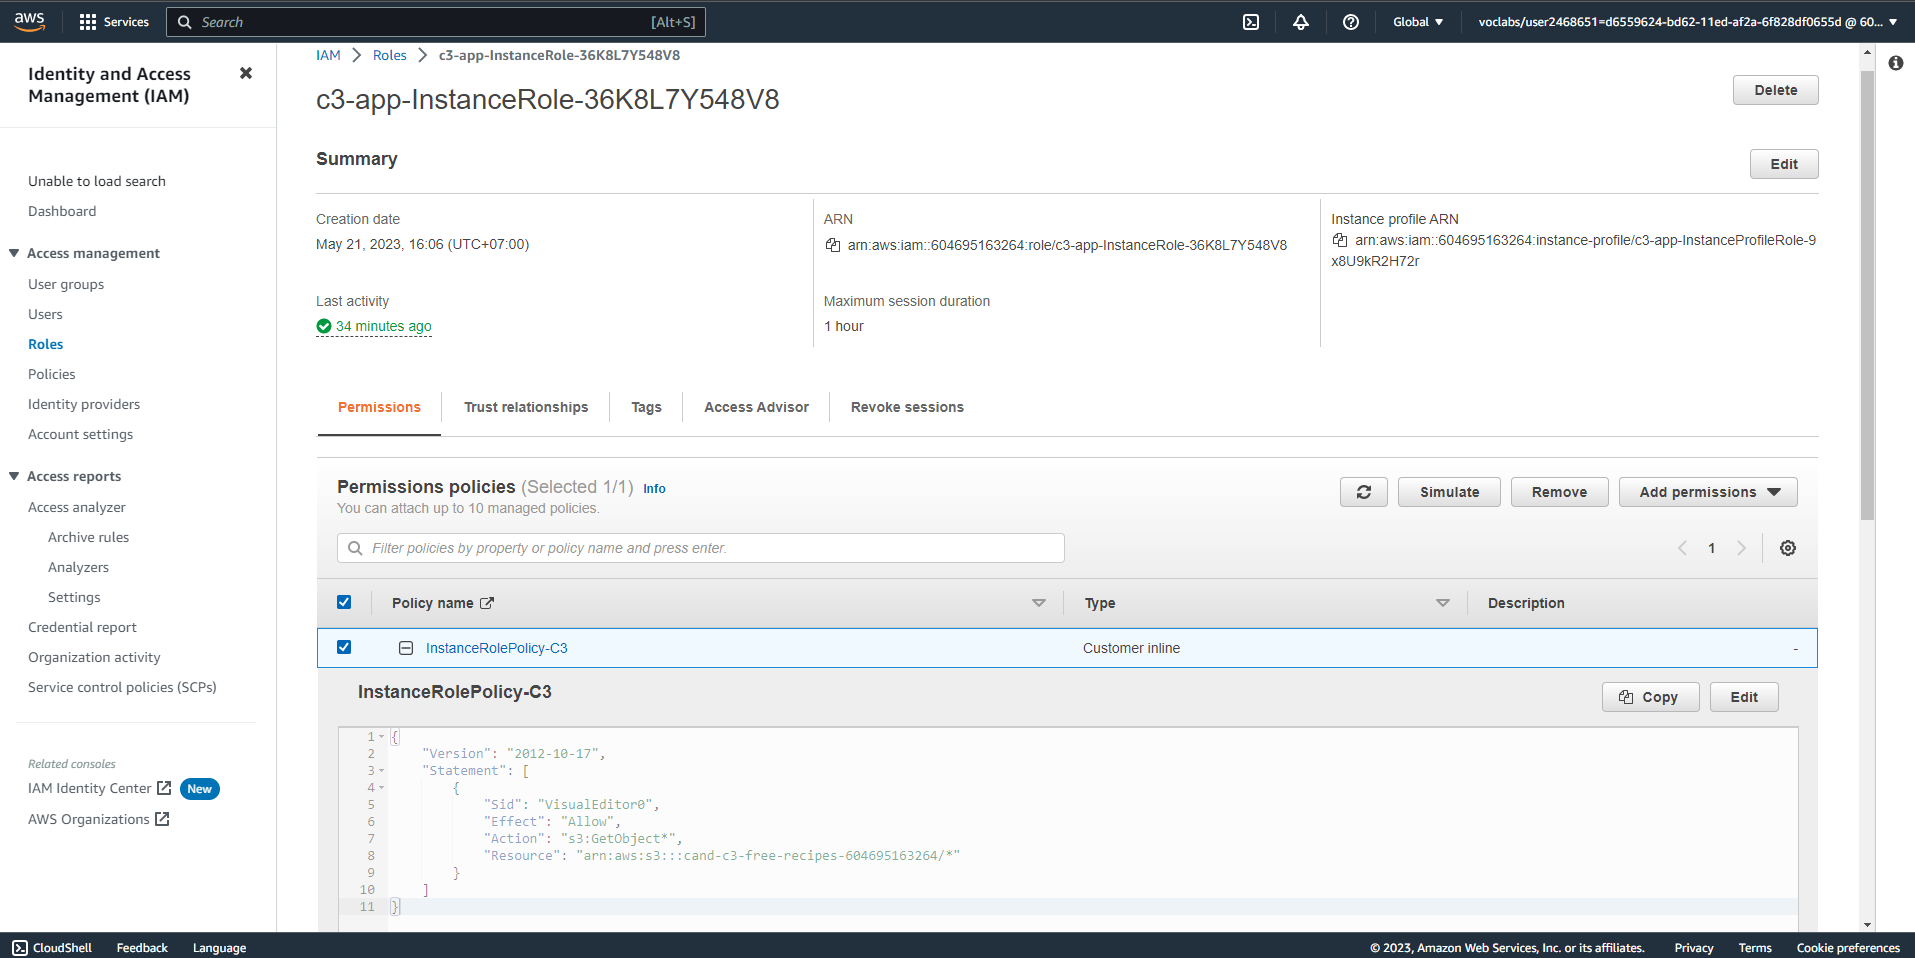 aws
Services
Search
[Alt+S]
Global
voclabs/user2468651=d6559624-bd62-11ed-af2a-6f828df0655d @ 60...
Identity and Access
Management (IAM)
Unable to load search
Dashboard
Access management
User groups
Users
Roles
Policies
Identity providers
Account settings
Access reports
Access analyzer
Archive rules
Analyzers
Settings
Credential report
Organization activity
Service control policies (SCPs)
Related consoles
IAM Identity Center New
AWS Organizations
IAM > Roles > c3-app-InstanceRole-36K8L7Y548V8
c3-app-InstanceRole-36K8L7Y548V8
Delete
Summary
Edit
Creation date
May 21, 2023, 16:06 (UTC+07:00)
Last activity
34 minutes ago
ARN
arn:aws:iam::604695163264:role/c3-app-InstanceRole-36K8L7Y548V8
Maximum session duration
1 hour
Instance profile ARN
arn:aws:iam::604695163264:instance-profile/c3-app-InstanceProfileRole-9
x8U9kR2H72r
Permissions
Trust relationships
Tags
Access Advisor
Revoke sessions
Permissions policies (Selected 1/1) Info
You can attach up to 10 managed policies.
Simulate
Remove
Add permissions
Filter policies by property or policy name and press enter.
1
Policy name
Type
Description
InstanceRolePolicy-C3
Customer inline
-
InstanceRolePolicy-C3
Copy
Edit
1 {
2 "Version": "2012-10-17",
3 "Statement": [
4 {
5 "Sid": "VisualEditor0",
6 "Effect": "Allow",
7 "Action": "s3:GetObject*",
8 "Resource": "arn:aws:s3:::cand-c3-free-recipes-604695163264/*"
9 }
10 ]
11 }
CloudShell
Feedback
Language
© 2023, Amazon Web Services, Inc. or its affiliates.
Privacy
Terms
Cookie preferences